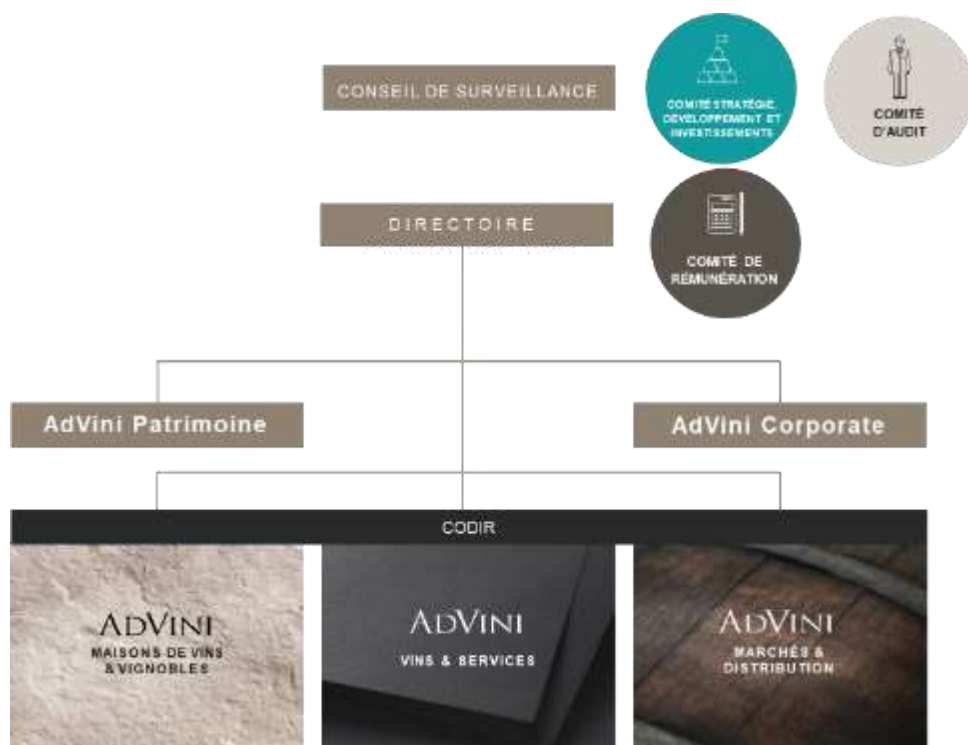 CONSEIL DE SURVEILLANCE
COMITÉ STRATÉGIE,
DÉVELOPPEMENT ET
INVESTISSEMENTS
COMITÉ
D'AUDIT
DIRECTOIRE
COMITÉ DE
RÉMUNÉRATION
AdVini Patrimoine
AdVini Corporate
CODIR
ADVINI
MAISONS DE VINS
& VIGNOBLES
ADVINI
VINS & SERVICES
ADVINI
MARCHÉS &
DISTRIBUTION